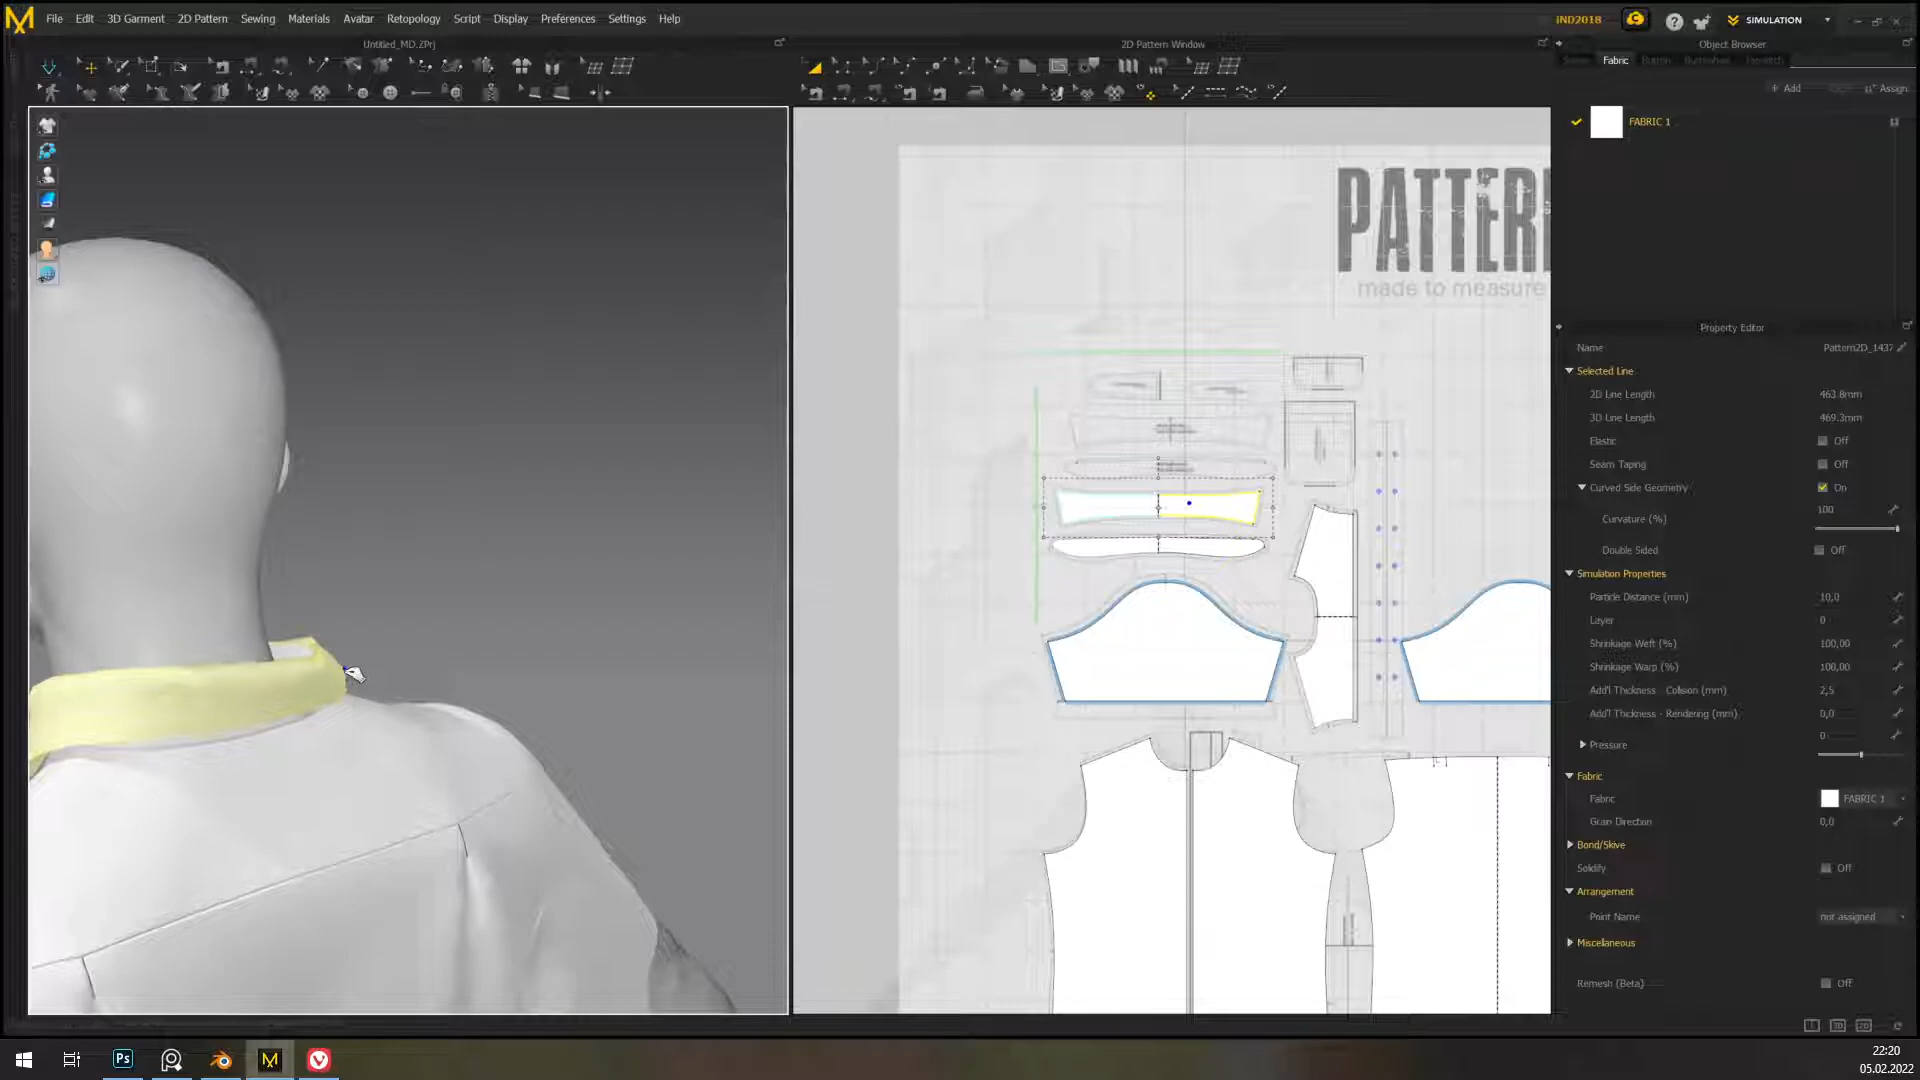 File Edit 3D Garment 2D Pattern Sewing Materials Avatar Retopology Script Display Preferences Settings Help
iND2018
SIMULATION
Untitled_MD.ZPrj
2D Pattern Window
Object Browser
Fabric
+ Add
Assign
FABRIC 1
PATTER
made to measure
Property Editor
Name Pattern2D_1437
Selected Line
2D Line Length 463.8mm
3D Line Length 469.3mm
Elastic Off
Seam Taping Off
Curved Side Geometry On
Curvature (%) 100
Double Sided Off
Simulation Properties
Particle Distance (mm) 10,0
Layer 0
Shrinkage Weft (%) 100,00
Shrinkage Warp (%) 100,00
Add'l Thickness - Collision (mm) 2,5
Add'l Thickness - Rendering (mm) 0,0
Pressure 0
Fabric
Fabric FABRIC 1
Grain Direction 0,0
Bond/Skive
Solidify Off
Arrangement
Point Name not assigned
Miscellaneous
Remesh (Beta) Off
Ps
22:20
05.02.2022